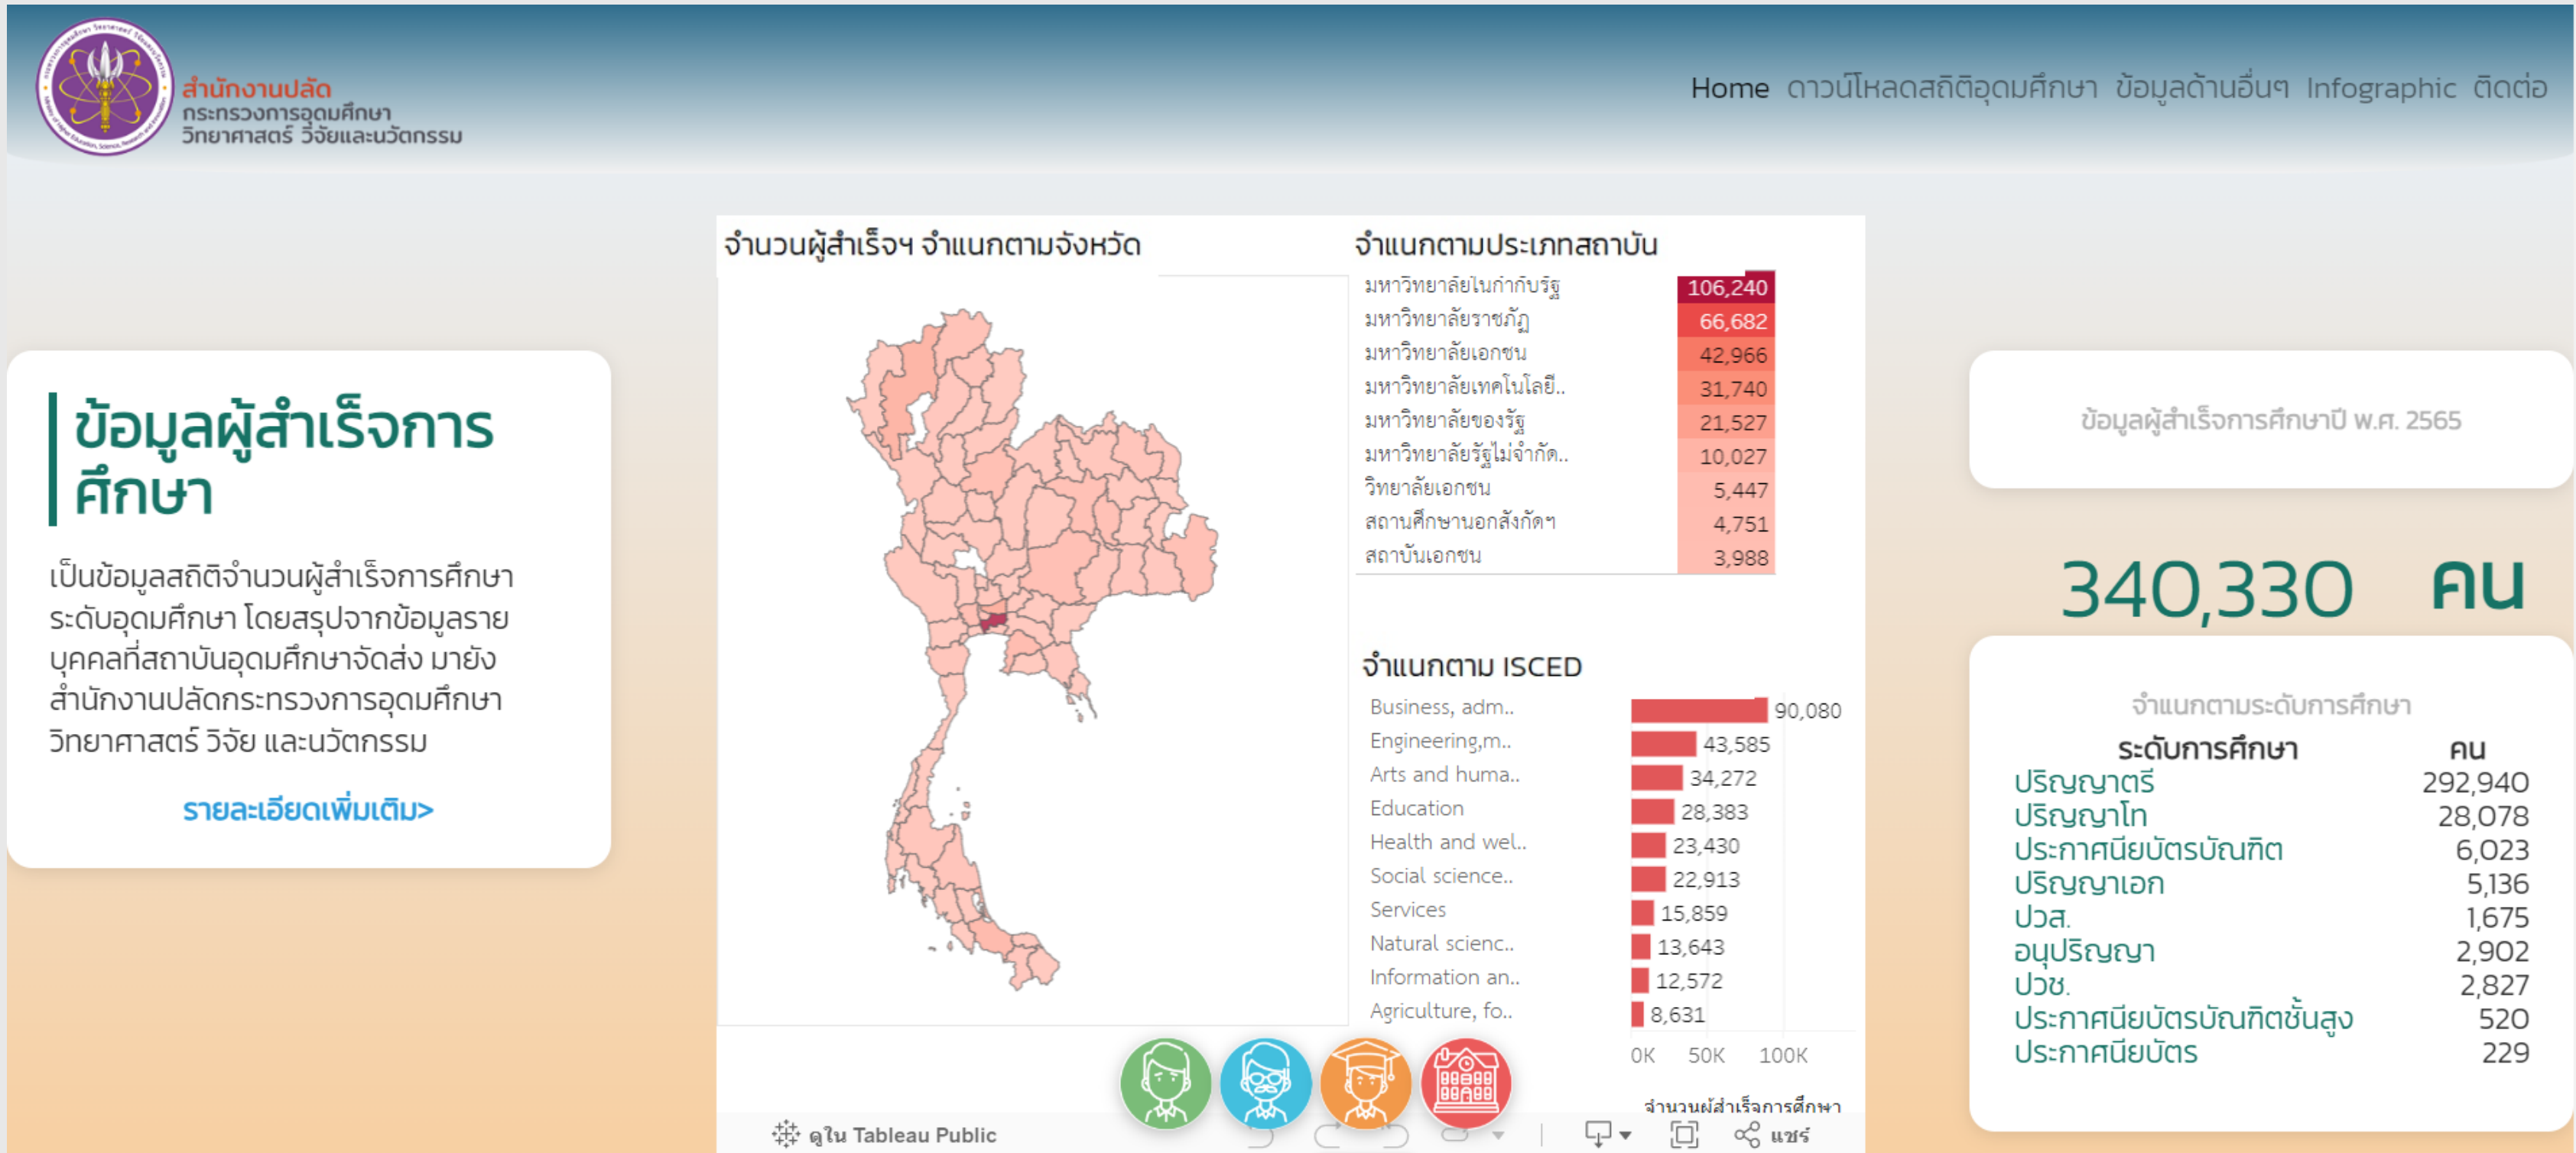 สำนักงานปลัด
กระทรวงการอุดมศึกษา
วิทยาศาสตร์ วิจัยและนวัตกรรม
Home ดาวน์โหลดสถิติอุดมศึกษา ข้อมูลด้านอื่นๆ Infographic ติดต่อ
ข้อมูลผู้สำเร็จการ
ศึกษา
เป็นข้อมูลสถิติจำนวนผู้สำเร็จการศึกษา
ระดับอุดมศึกษา โดยสรุปจากข้อมูลราย
บุคคลที่สถาบันอุดมศึกษาจัดส่ง มายัง
สำนักงานปลัดกระทรวงการอุดมศึกษา
วิทยาศาสตร์ วิจัย และนวัตกรรม
รายละเอียดเพิ่มเติม>
จำนวนผู้สำเร็จฯ จำแนกตามจังหวัด
จำแนกตามประเภทสถาบัน
มหาวิทยาลัยในกำกับรัฐ 106,240
มหาวิทยาลัยราชภัฏ 66,682
มหาวิทยาลัยเอกชน 42,966
มหาวิทยาลัยเทคโนโลยี.. 31,740
มหาวิทยาลัยของรัฐ 21,527
มหาวิทยาลัยรัฐไม่จำกัด.. 10,027
วิทยาลัยเอกชน 5,447
สถานศึกษานอกสังกัดฯ 4,751
สถาบันเอกชน 3,988
จำแนกตาม ISCED
Business, adm.. 90,080
Engineering,m.. 43,585
Arts and huma.. 34,272
Education 28,383
Health and wel.. 23,430
Social science.. 22,913
Services 15,859
Natural scienc.. 13,643
Information an.. 12,572
Agriculture, fo.. 8,631
0K 50K 100K
จำนวนผู้สำเร็จการศึกษา
ดูใน Tableau Public
แชร์
ข้อมูลผู้สำเร็จการศึกษาปี พ.ศ. 2565
340,330 คน
จำแนกตามระดับการศึกษา
ระดับการศึกษา คน
ปริญญาตรี 292,940
ปริญญาโท 28,078
ประกาศนียบัตรบัณฑิต 6,023
ปริญญาเอก 5,136
ปวส. 1,675
อนุปริญญา 2,902
ปวช. 2,827
ประกาศนียบัตรบัณฑิตชั้นสูง 520
ประกาศนียบัตร 229